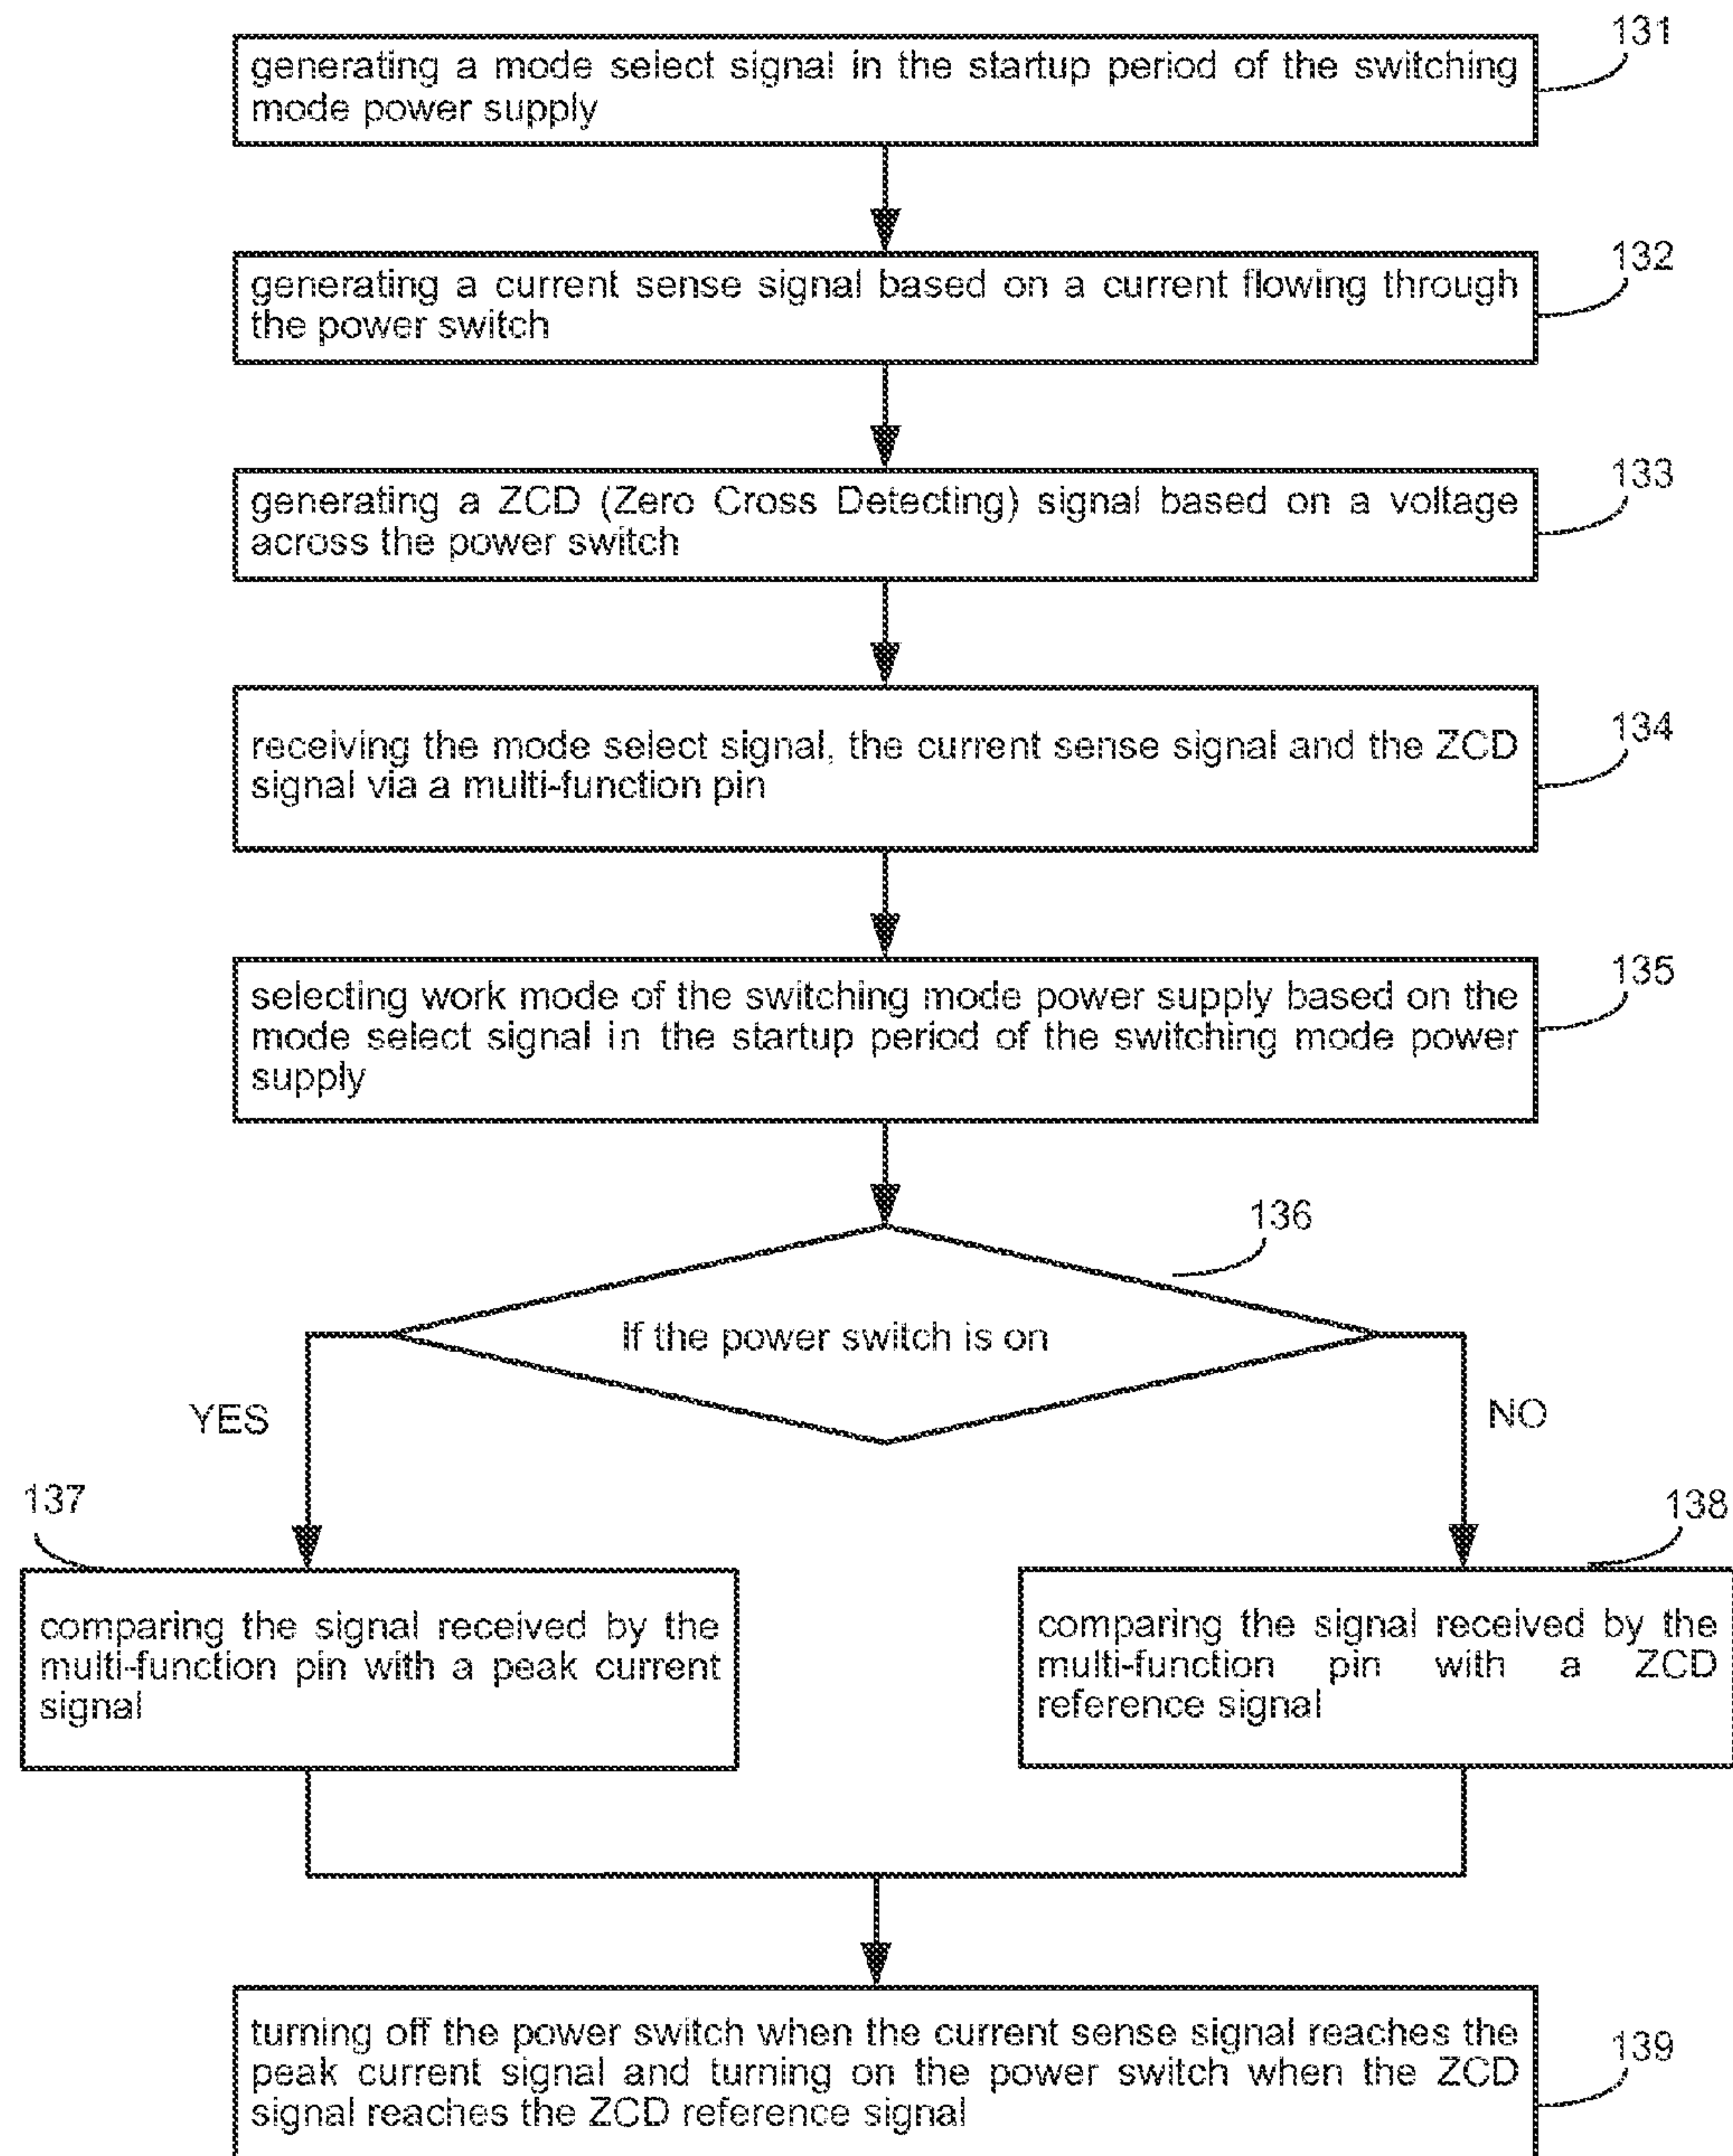 131
generating a mode select signal in the startup period of the switching
mode power supply
132
generating a current sense signal based on a current flowing through
the power switch
133
generating a ZCD (Zero Cross Detecting) signal based on a voltage
across the power switch
134
receiving the mode select signal, the current sense signal and the ZCD
signal via a multi-function pin
135
selecting work mode of the switching mode power supply based on the
mode select signal in the startup period of the switching mode power
supply
136
If the power switch is on
YES
NO
137
138
comparing the signal received by the
multi-function pin with a peak current
signal
comparing the signal received by the
multi-function pin with a ZCD
reference signal
139
turning off the power switch when the current sense signal reaches the
peak current signal and turning on the power switch when the ZCD
signal reaches the ZCD reference signal